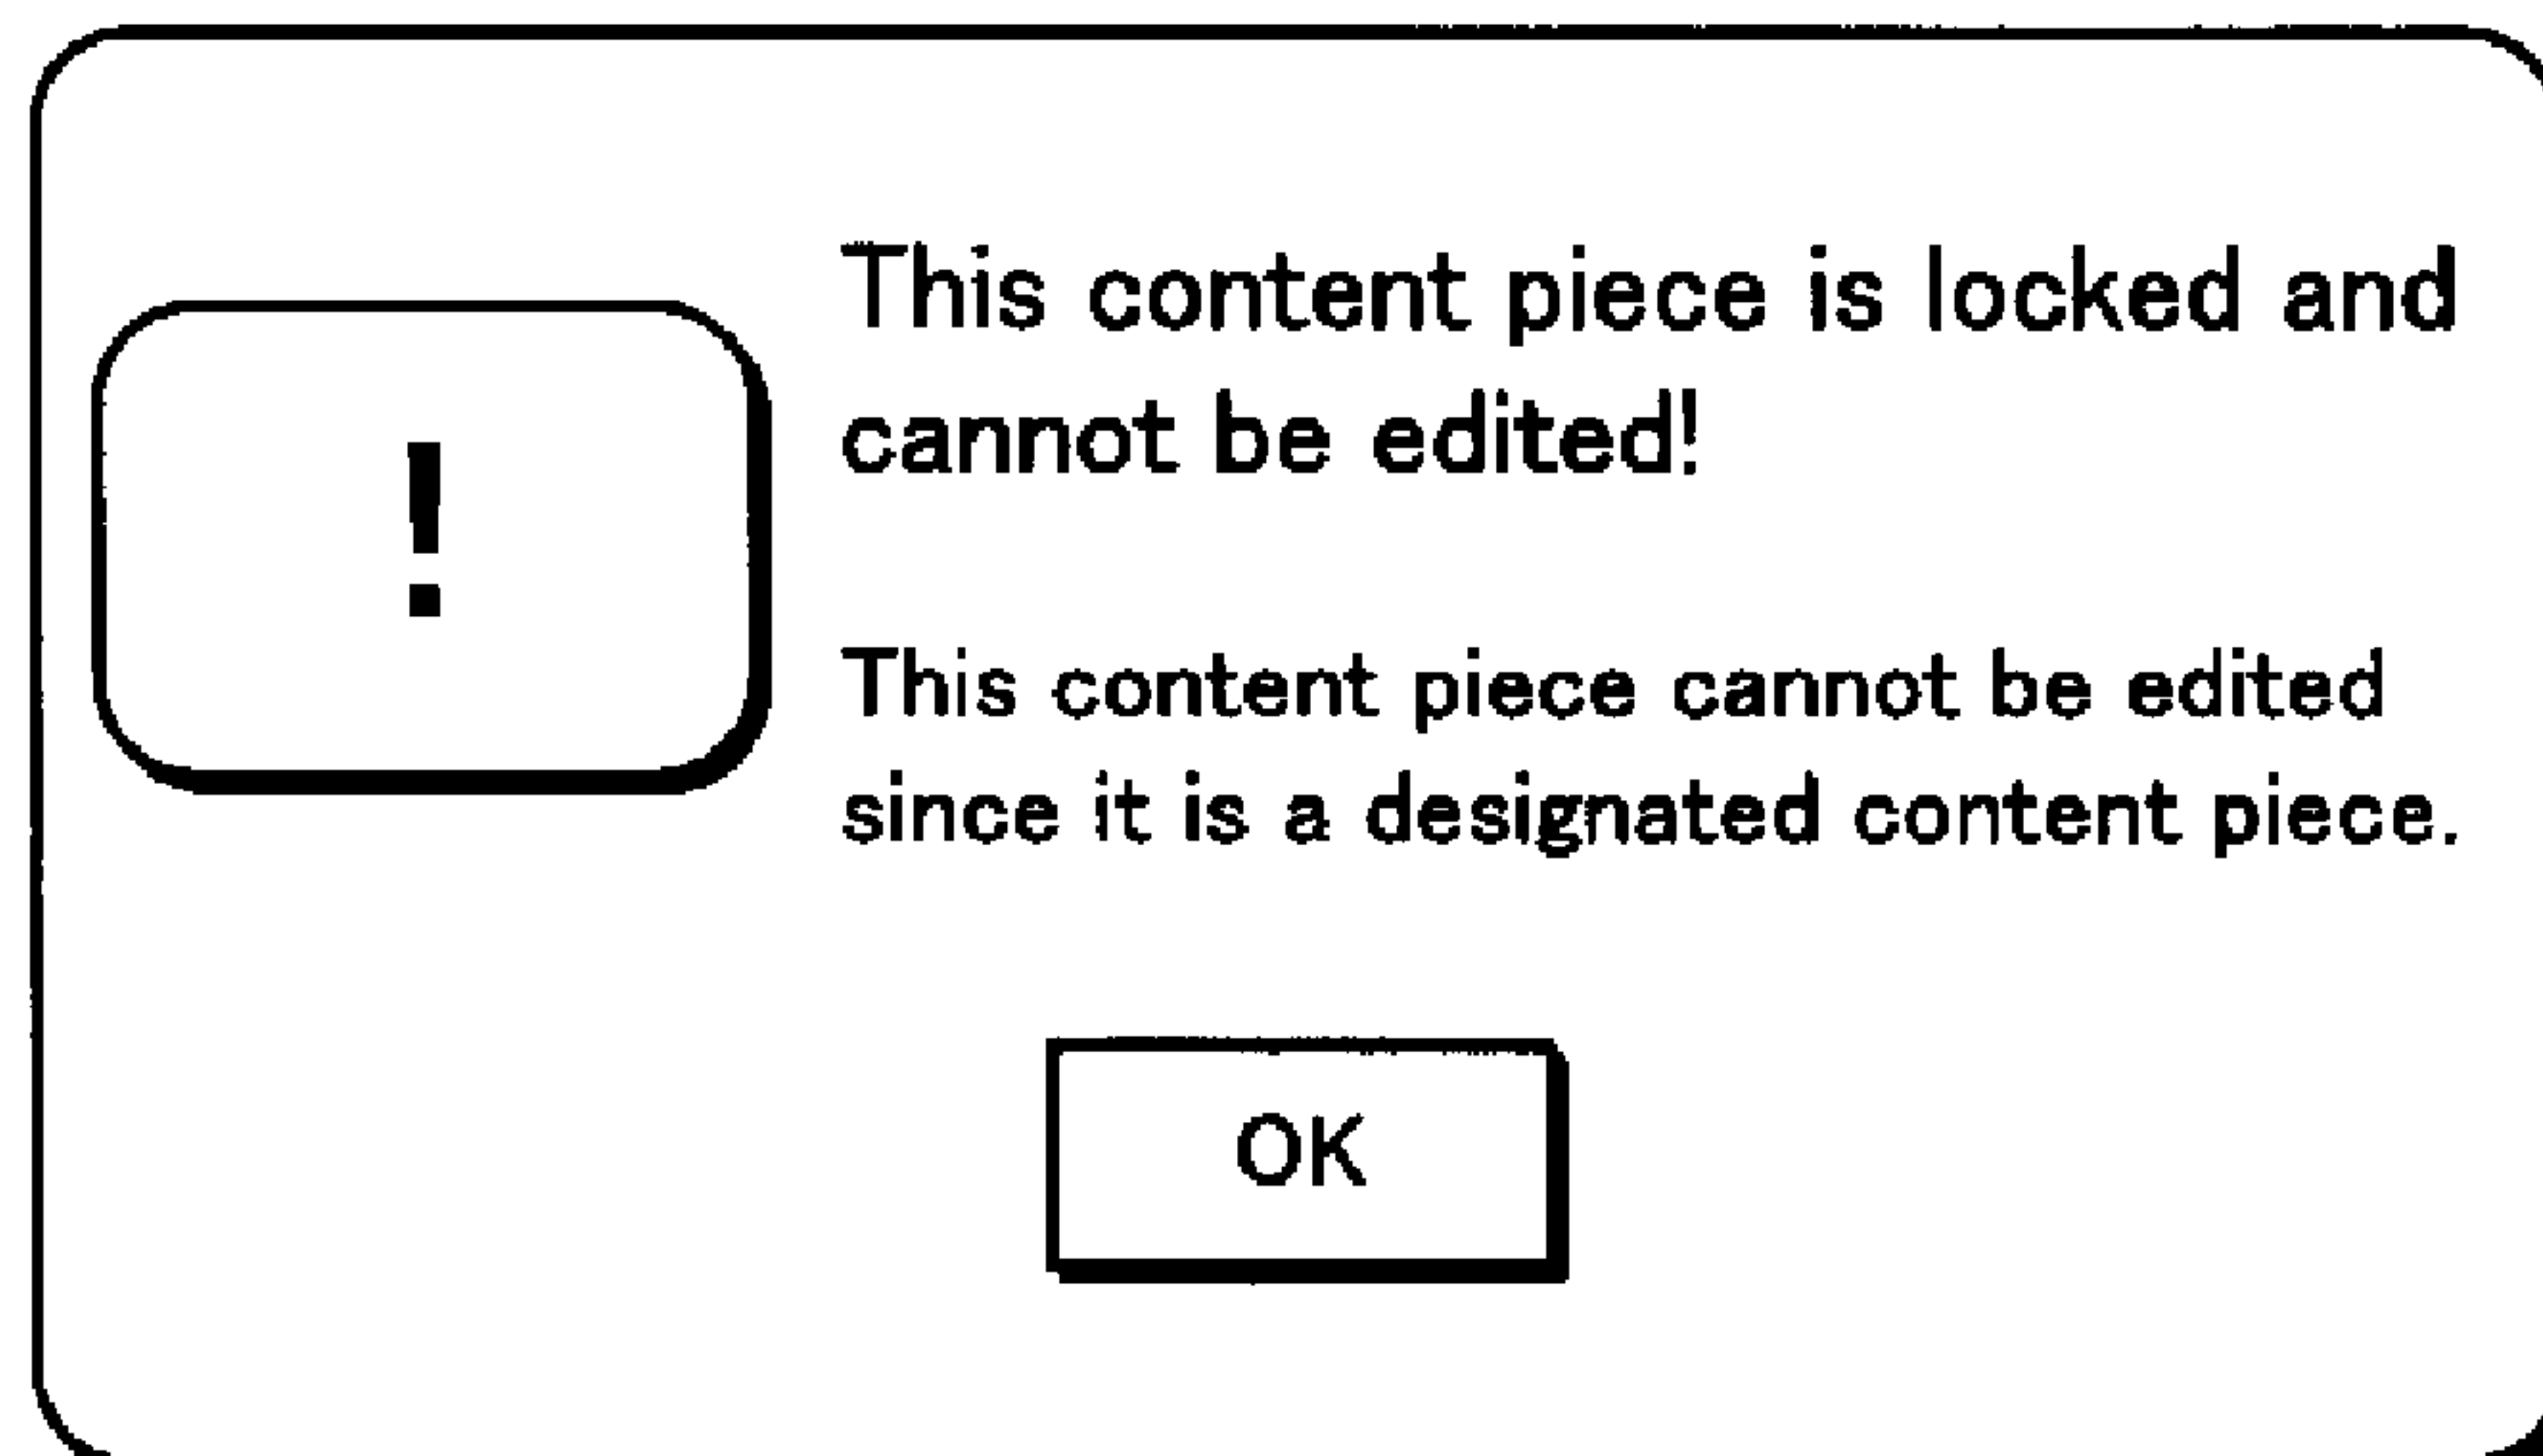 This content piece is locked and
cannot be edited!
!
This content piece cannot be edited
since it is a designated content piece.
OK